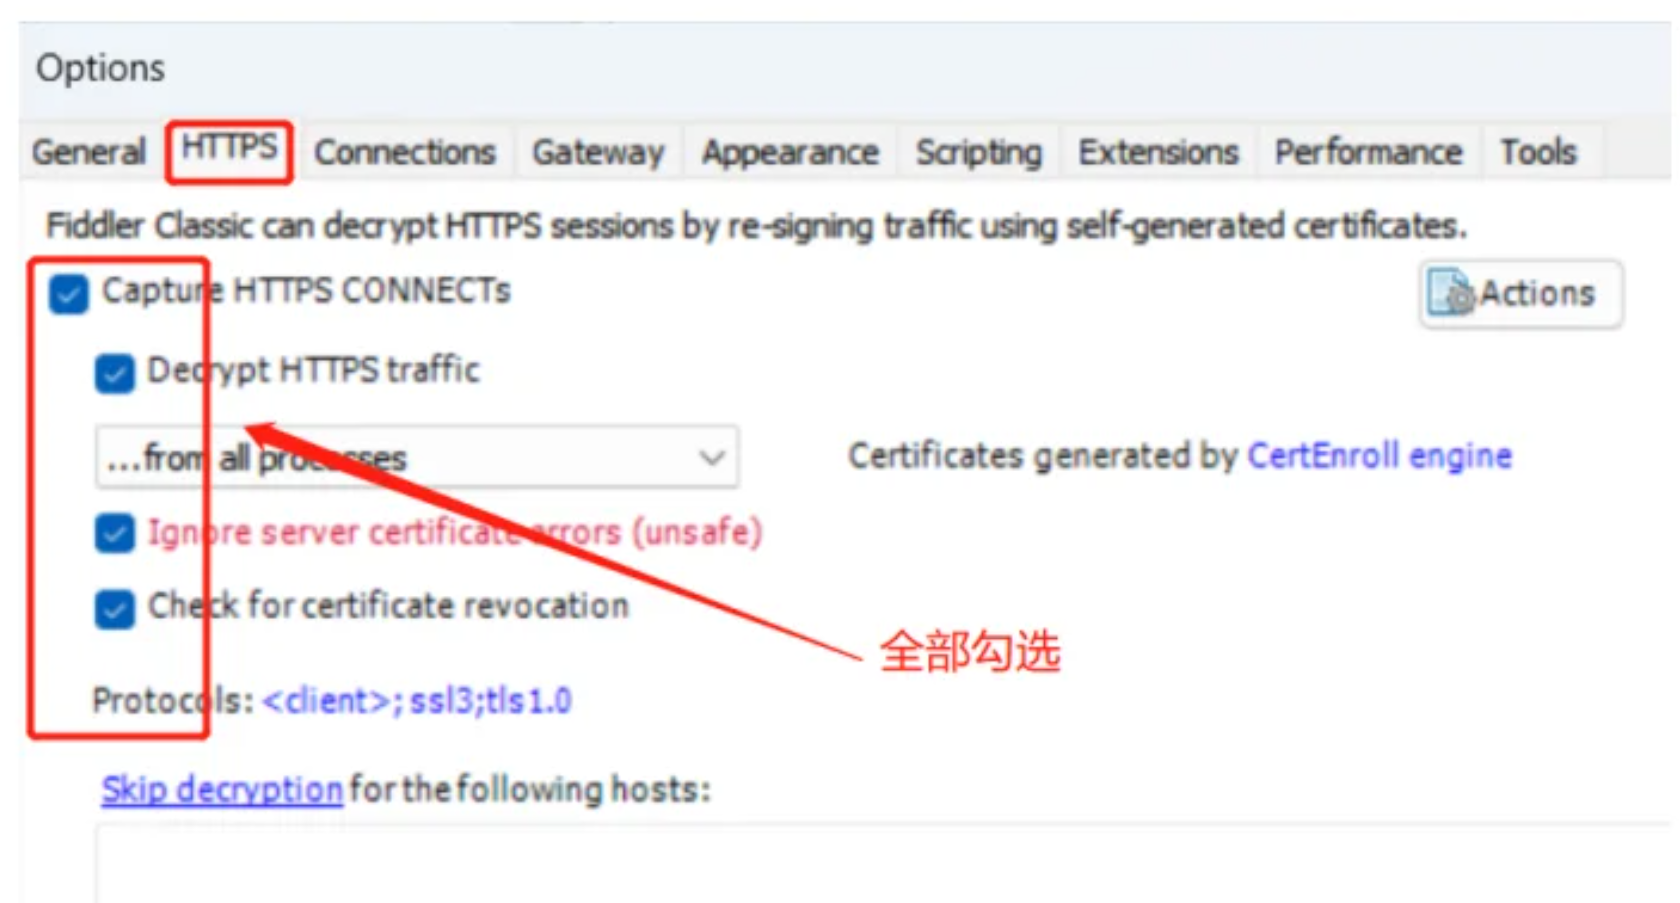 Options
General HTTPS Connections Gateway Appearance Scripting Extensions Performance Tools
Fiddler Classic can decrypt HTTPS sessions by re-signing traffic using self-generated certificates.
Capture HTTPS CONNECTs Actions
Decrypt HTTPS traffic
...from all processes Certificates generated by CertEnroll engine
Ignore server certificate errors (unsafe)
Check for certificate revocation
全部勾选
Protocols: <client>; ssl3;tls1.0
Skip decryption for the following hosts: